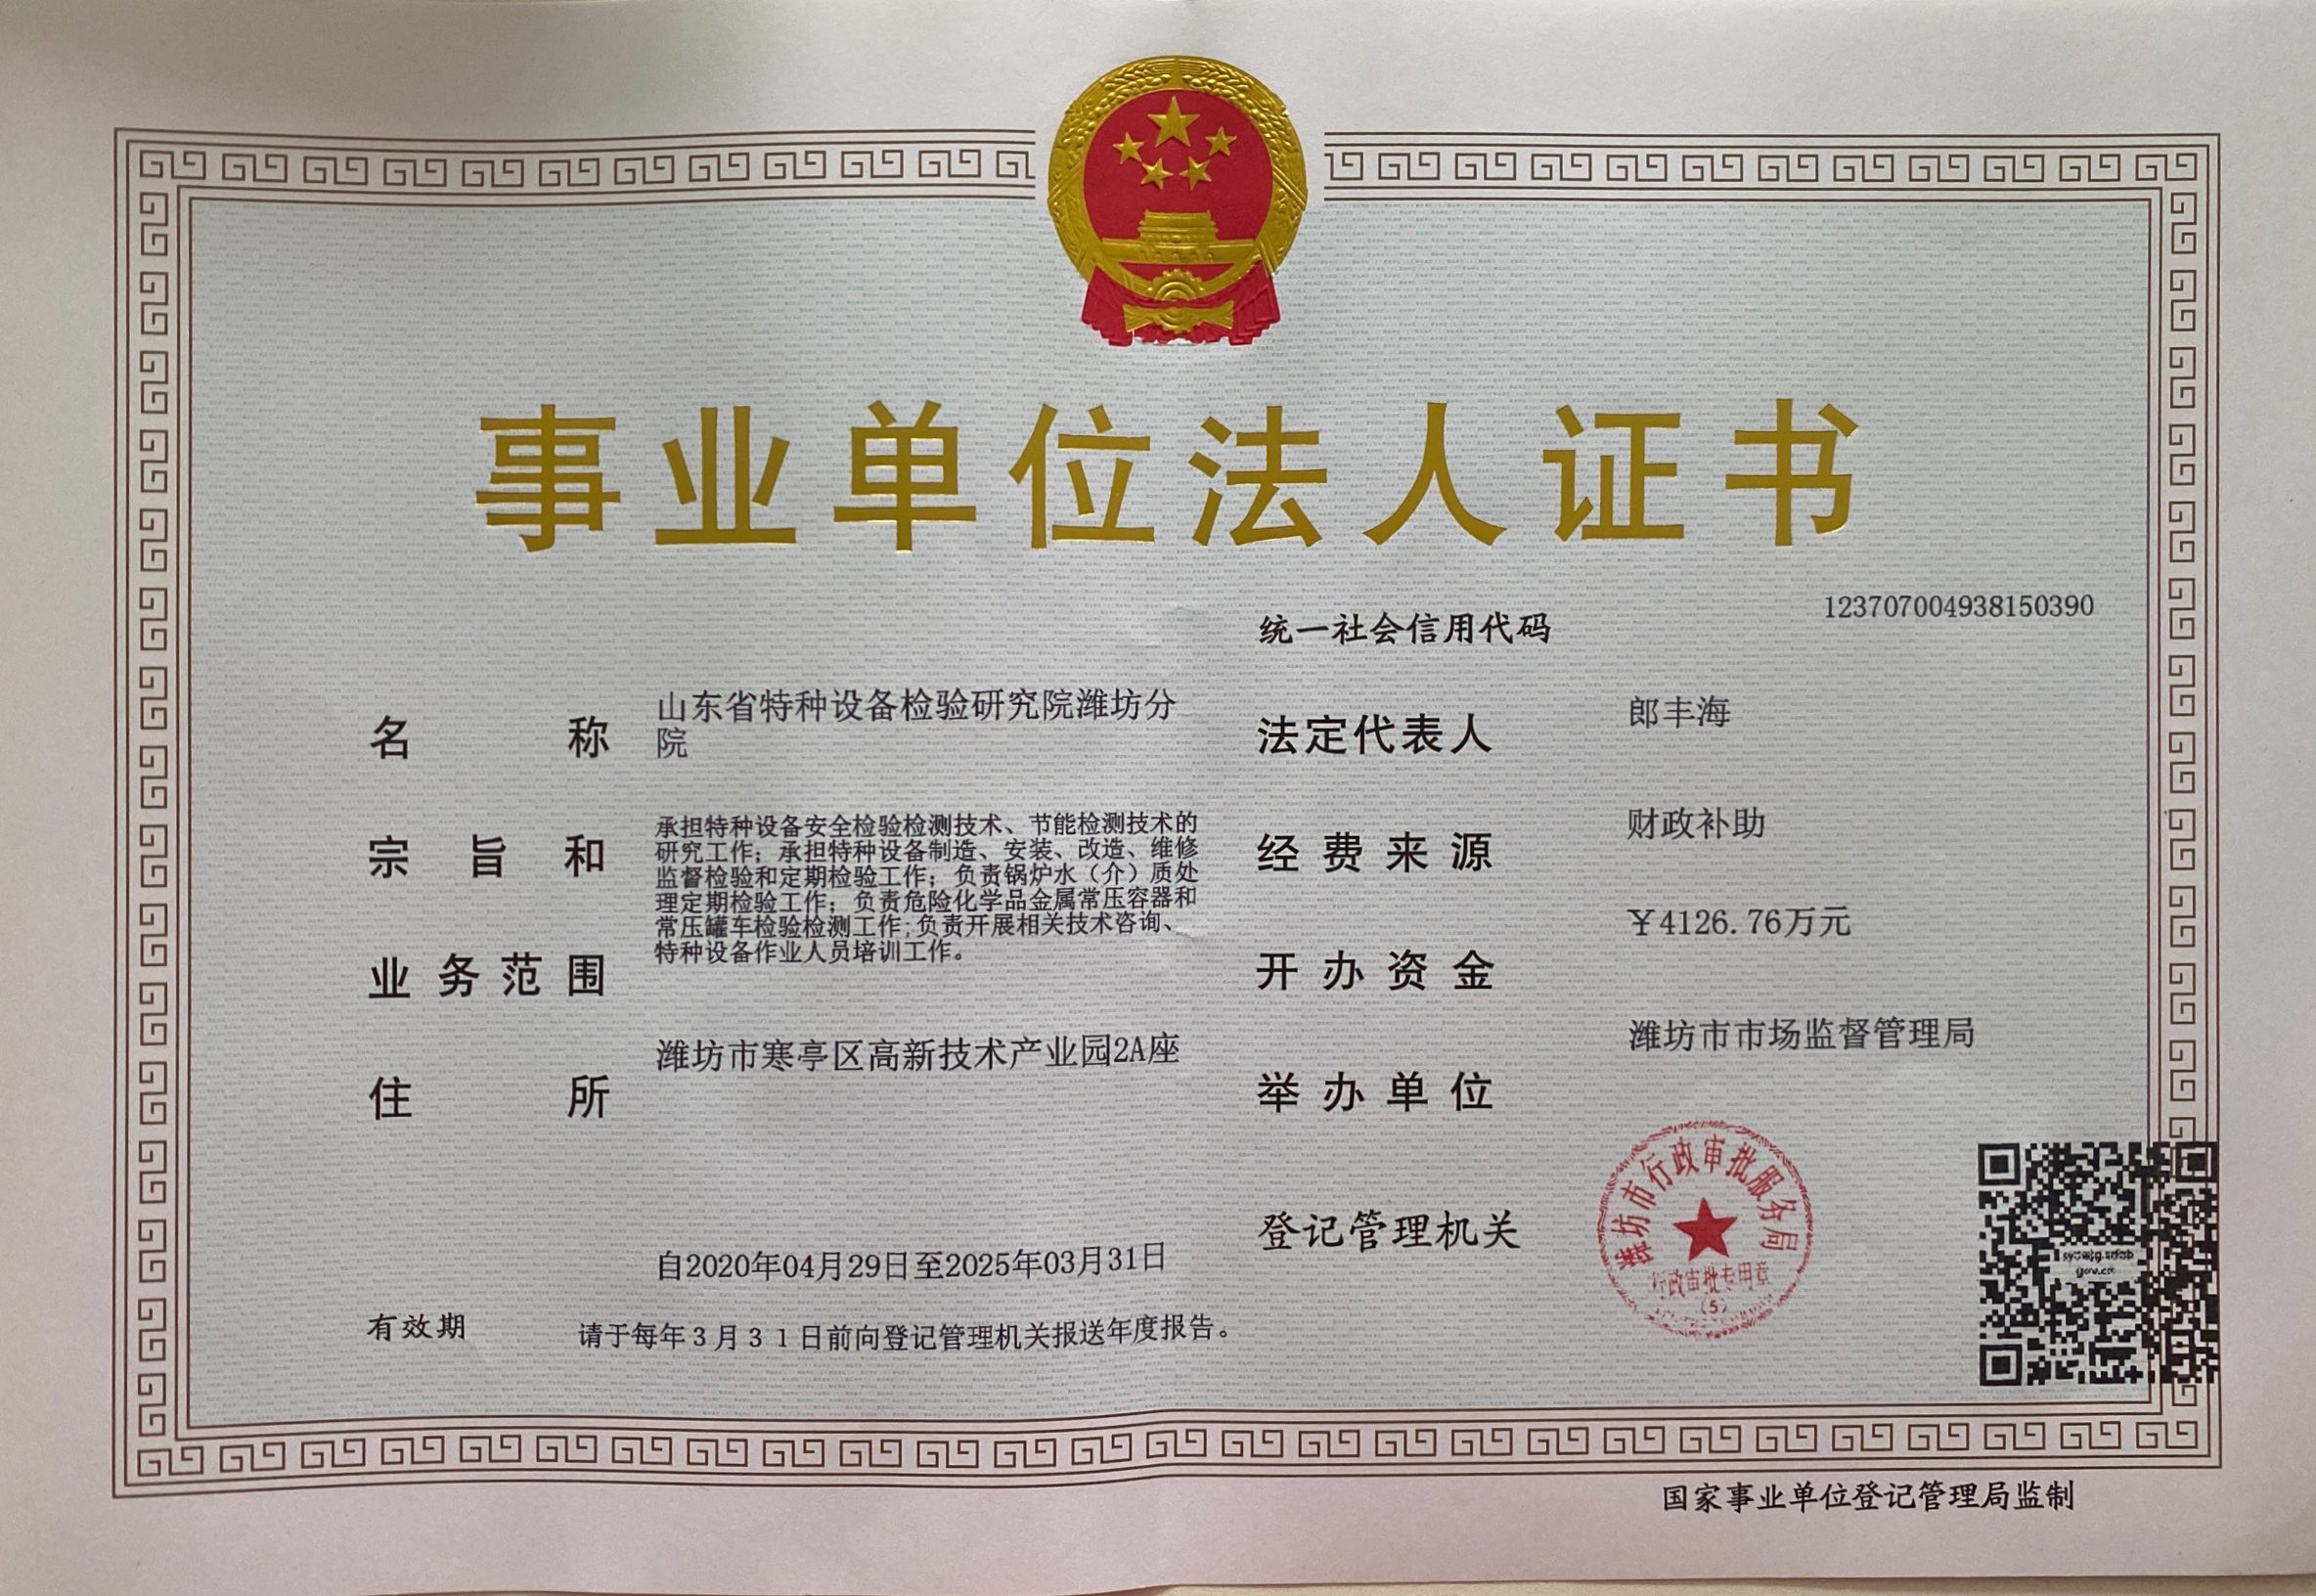 事业单位法人证书
统一社会信用代码
123707004938150390
名称
山东省特种设备检验研究院潍坊分
院
宗旨和
业务范围
承担特种设备安全检验检测技术、节能检测技术的
研究工作；承担特种设备制造、安装、改造、维修
监督检验和定期检验工作；负责锅炉水（介）质处
理定期检验工作；负责危险化学品金属常压容器和
常压罐车检验检测工作;负责开展相关技术咨询、
特种设备作业人员培训工作。
住所
潍坊市寒亭区高新技术产业园2A座
有效期
自2020年04月29日至2025年03月31日
请于每年3月31日前向登记管理机关报送年度报告。
法定代表人
郎丰海
经费来源
财政补助
开办资金
￥4126.76万元
举办单位
潍坊市市场监督管理局
登记管理机关
潍坊市行政审批服务局
行政审批专用章
（5）
gov.cn
国家事业单位登记管理局监制